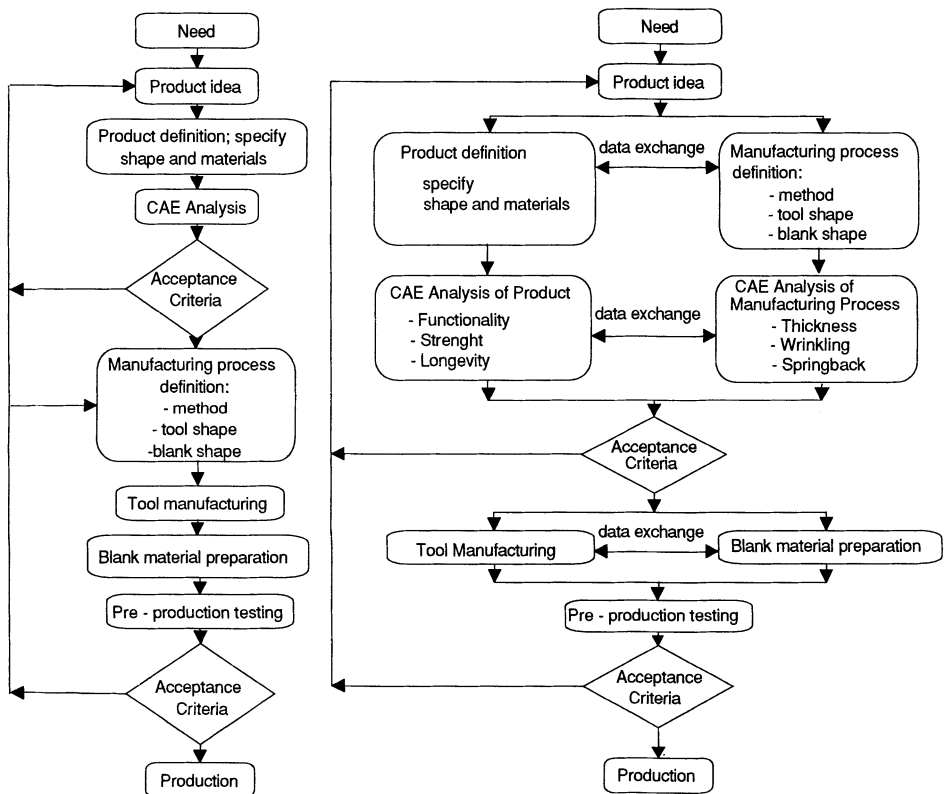 Need
Product idea
Product definition; specify
shape and materials
CAE Analysis
Acceptance
Criteria
Manufacturing process
definition:
- method
- tool shape
-blank shape
Tool manufacturing
Blank material preparation
Pre - production testing
Acceptance
Criteria
Production
Need
Product idea
Product definition
specify
shape and materials
data exchange
Manufacturing process
definition:
- method
- tool shape
- blank shape
CAE Analysis of Product
- Functionality
- Strenght
- Longevity
data exchange
CAE Analysis of
Manufacturing Process
- Thickness
- Wrinkling
- Springback
Acceptance
Criteria
Tool Manufacturing
data exchange
Blank material preparation
Pre - production testing
Acceptance
Criteria
Production